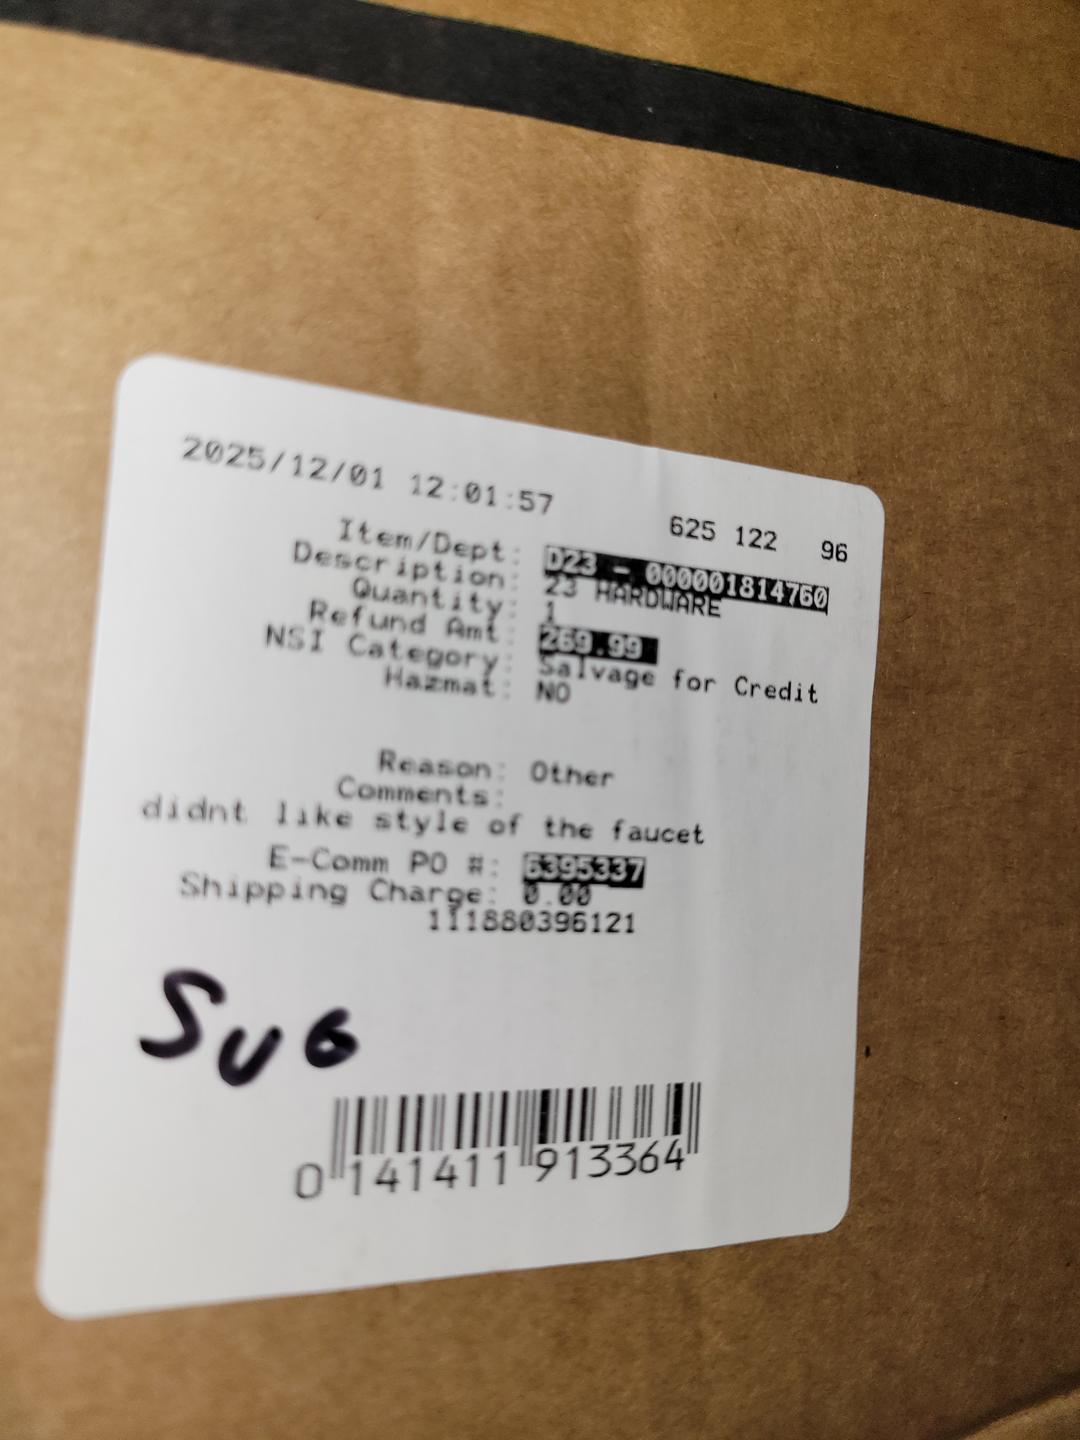 2025/12/01 12:01:57
625 122 96
Item/Dept: D23 - 000001814760
Description: 23 HARDWARE
Quantity: 1
Refund Amt: 269.99
NSI Category: Salvage for Credit
Hazmat: NO
Reason: Other
Comments:
didnt like style of the faucet
E-Comm PO #: 6395337
Shipping Charge: 0.00
111880396121
SUG
0 141411 913364